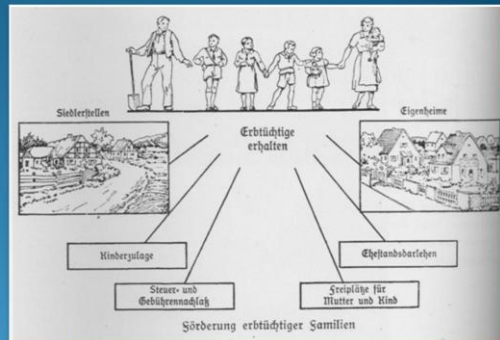 Siedlerstellen
Erbtüchtige
erhalten
Eigenheime
Kinderzulage
Ehestandsdarlehen
Steuer- und
Gebührennachlaß
Freiplätze für
Mutter und Kind
Förderung erbtüchtiger Familien